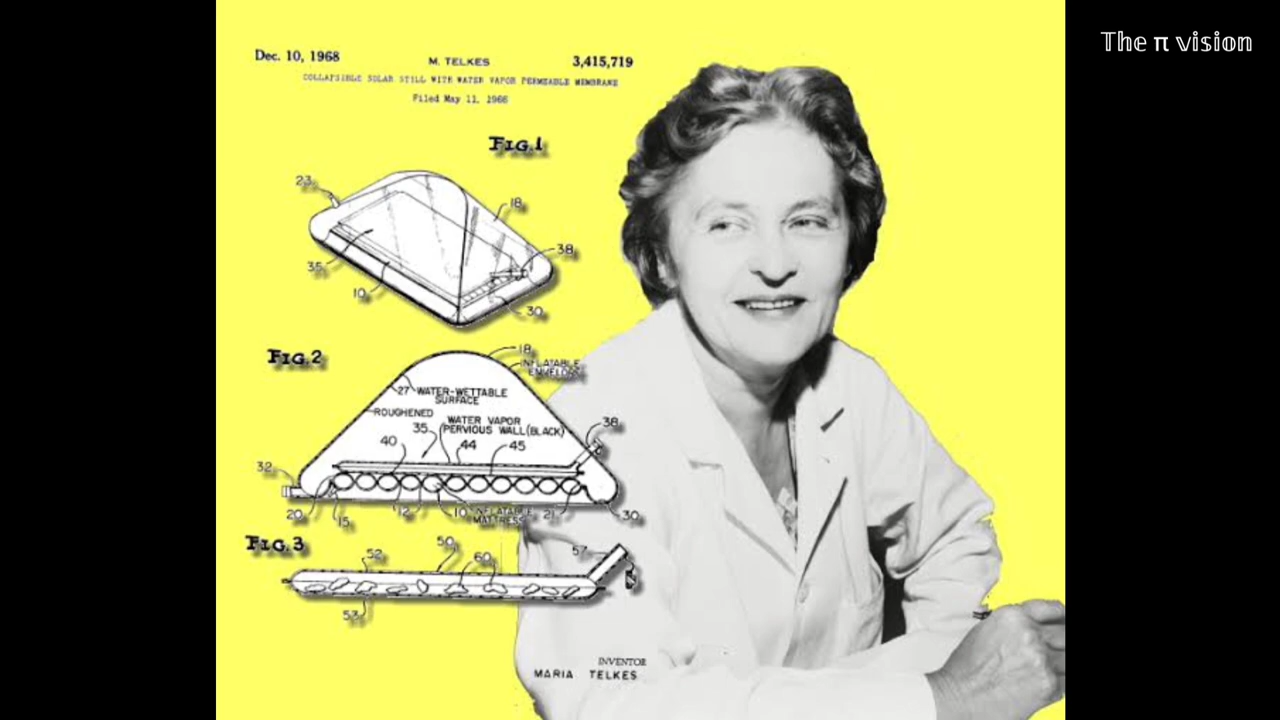 The π vision
Dec. 10, 1968 M. TELKES 3,415,719
COLLAPSIBLE SOLAR STILL WITH WATER VAPOR PERMEABLE MEMBRANE
Filed May 11, 1966
FIG.1
23
18
38
35
10
30
FIG.2
18
INFLATABLE
ENVELOPE
27 WATER-WETTABLE
SURFACE
ROUGHENED
WATER VAPOR
PERVIOUS WALL(BLACK)
35
38
40
44
45
32
20
15
12
10
INFLATABLE
MATTRESS
21
30
FIG.3
52
50
60
57
53
INVENTOR
MARIA TELKES